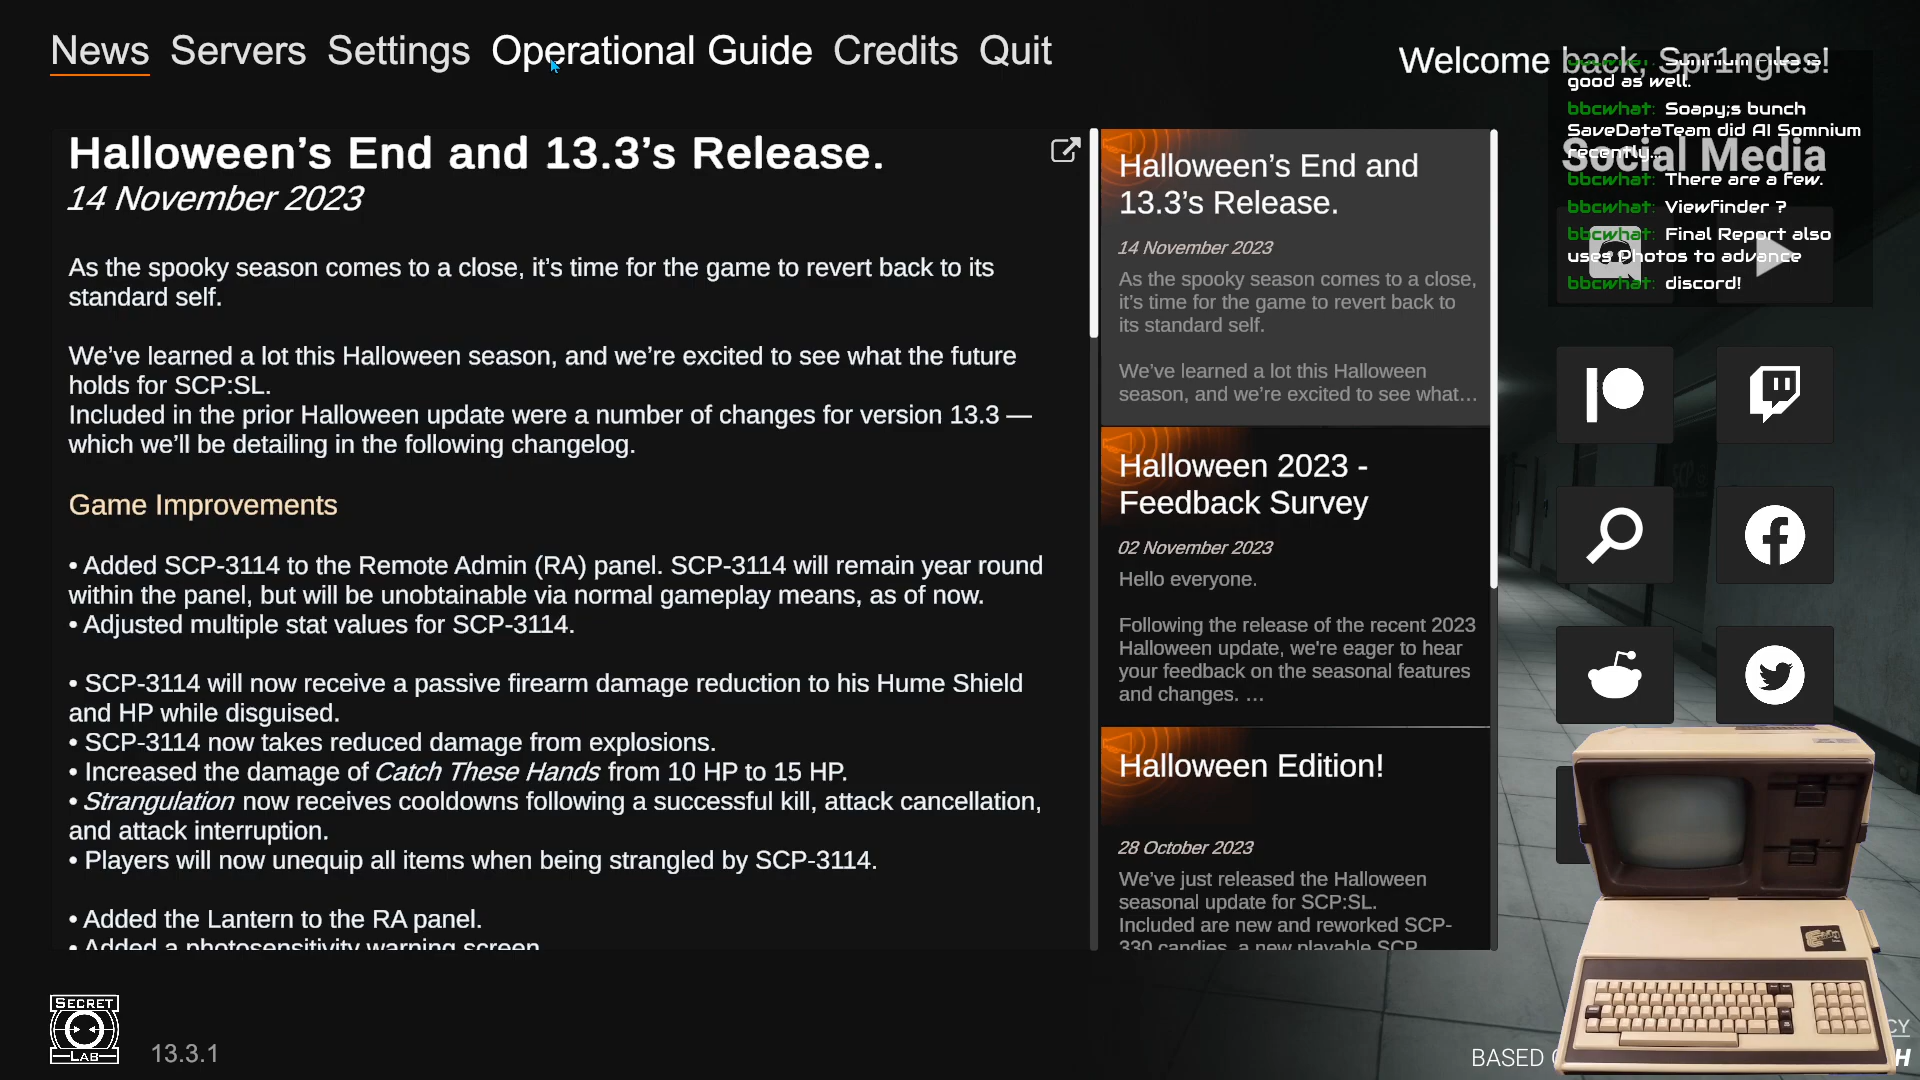 News Servers Settings Operational Guide Credits Quit
Welcome back, Spr1ngles!
good as well.
bbcwhat: Soapy;s bunch
SaveDataTeam did AI Somnium
recently...
Social Media
bbcwhat: There are a few.
bbcwhat: Viewfinder ?
bbcwhat: Final Report also
uses Photos to advance
bbcwhat: discord!
Halloween’s End and 13.3’s Release.
14 November 2023
As the spooky season comes to a close, it’s time for the game to revert back to its
standard self.
We’ve learned a lot this Halloween season, and we’re excited to see what the future
holds for SCP:SL.
Included in the prior Halloween update were a number of changes for version 13.3 —
which we’ll be detailing in the following changelog.
Game Improvements
• Added SCP-3114 to the Remote Admin (RA) panel. SCP-3114 will remain year round
within the panel, but will be unobtainable via normal gameplay means, as of now.
• Adjusted multiple stat values for SCP-3114.
• SCP-3114 will now receive a passive firearm damage reduction to his Hume Shield
and HP while disguised.
• SCP-3114 now takes reduced damage from explosions.
• Increased the damage of Catch These Hands from 10 HP to 15 HP.
• Strangulation now receives cooldowns following a successful kill, attack cancellation,
and attack interruption.
• Players will now unequip all items when being strangled by SCP-3114.
• Added the Lantern to the RA panel.
• Added a photosensitivity warning screen
Halloween’s End and
13.3’s Release.
14 November 2023
As the spooky season comes to a close,
it’s time for the game to revert back to
its standard self.
We’ve learned a lot this Halloween
season, and we’re excited to see what...
Halloween 2023 -
Feedback Survey
02 November 2023
Hello everyone.
Following the release of the recent 2023
Halloween update, we're eager to hear
your feedback on the seasonal features
and changes. ...
Halloween Edition!
28 October 2023
We’ve just released the Halloween
seasonal update for SCP:SL.
Included are new and reworked SCP-
330 candies, a new playable SCP
SECRET
LAB
13.3.1
BASED